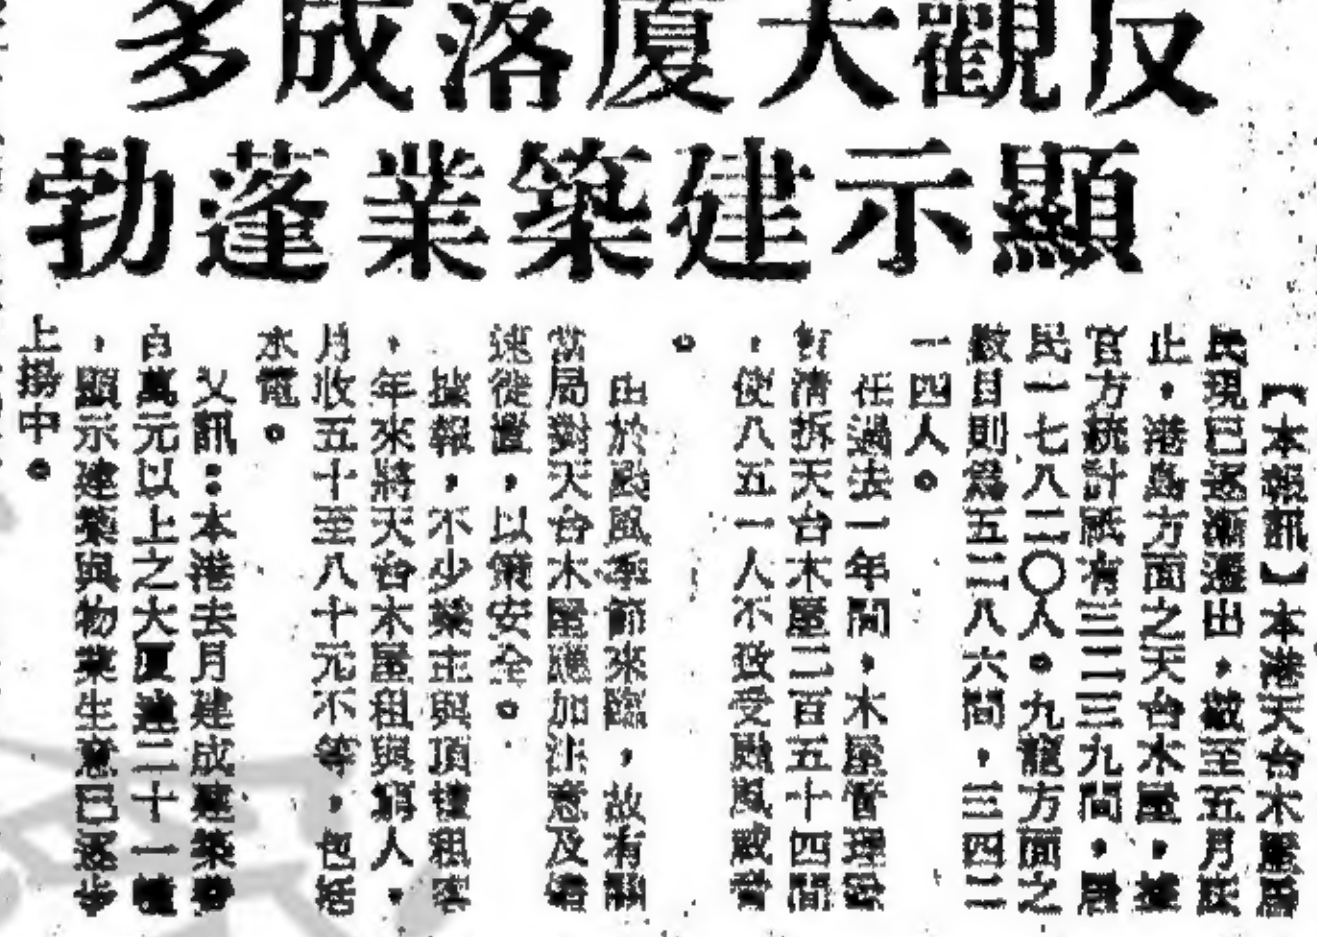 反觀大廈落成多
顯示建築業蓬勃
【本報訊】本港天台木屋居
民現已逐漸遷出,截至五月底
止,港島方面之天台木屋,據
官方統計祇有三二三九間,居
民一七八二〇人。九龍方面之
數目則為五二八六間,三四二
一四人。
在過去一年間,木屋管理
清拆天台木屋二百五十四間
,使八五一人不致受颱風威脅
。
由於颱風季節來臨,故有關
當局對天台木屋應加注意及
速徙置,以策安全。
據報,不少業主與頂樓租客
,年來將天台木屋租與窮人,
月收五十至八十元不等,包括
水電。
又訊:本港去月建成建築費
百萬元以上之大廈達二十一幢
,顯示建築與物業生意已逐步
上揚中。